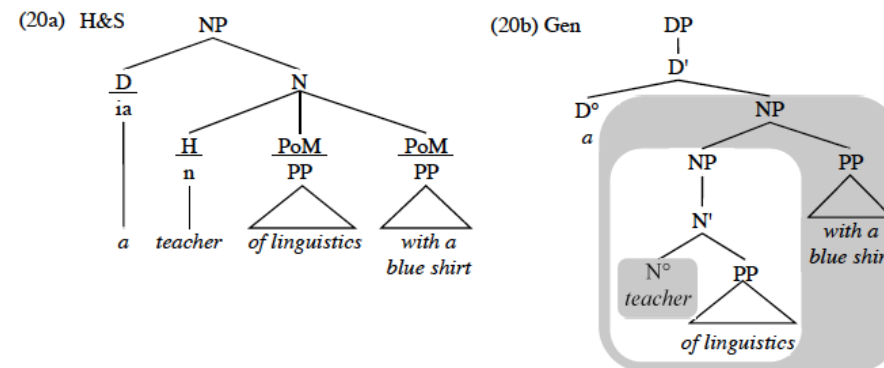 (20a) H&S
NP
D
ia
N
H
n
PoM
PP
PoM
PP
a
teacher
of linguistics
with a
blue shirt
(20b) Gen
DP
D'
D°
a
NP
NP
PP
N'
with a
blue shir
N°
teacher
PP
of linguistics